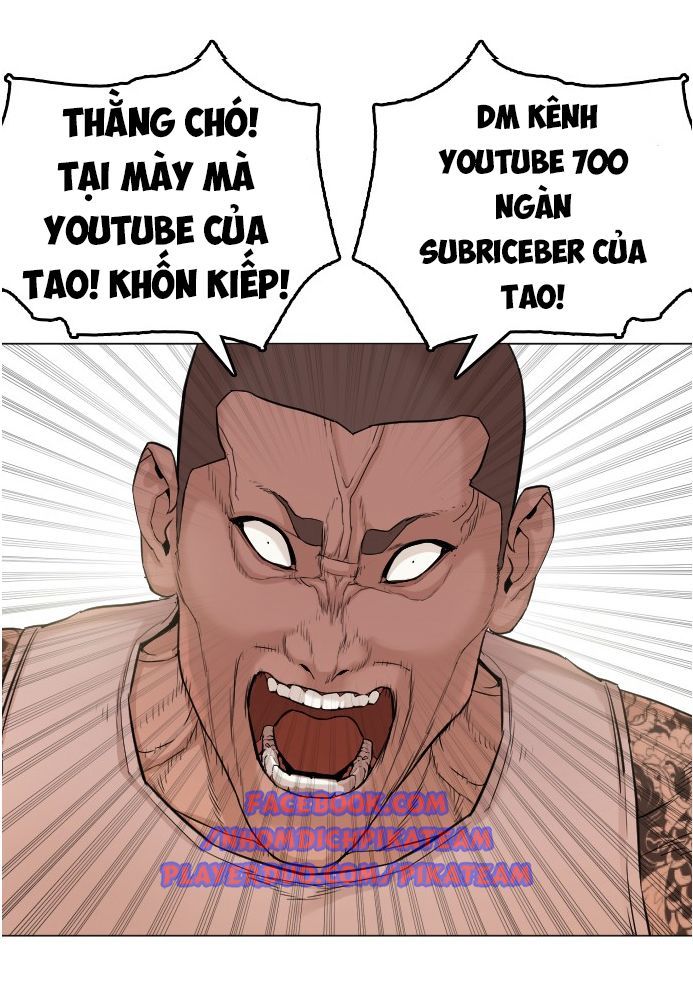 THẰNG CHÓ!
TẠI MÀY MÀ
YOUTUBE CỦA
TAO! KHỐN KIẾP!
DM KÊNH
YOUTUBE 700
NGÀN
SUBRICEBER CỦA
TAO!
FACEBOOK.COM
/NHOMDICHPIKATEAM
PLAYERDUO.COM/PIKATEAM